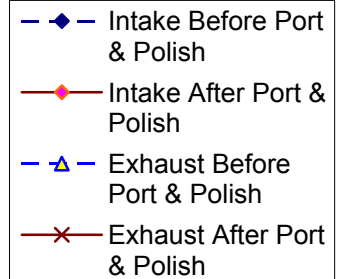 Intake Before Port
& Polish
Intake After Port &
Polish
Exhaust Before
Port & Polish
Exhaust After Port
& Polish